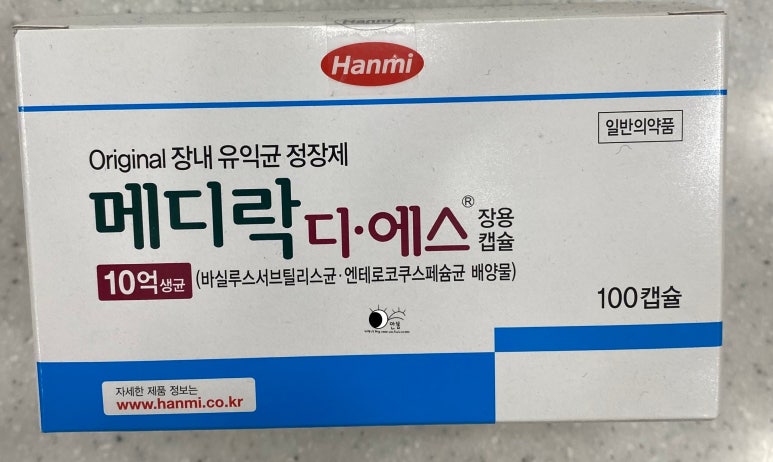 Hanmi
Hanmi
일반의약품
Original 장내 유익균 정장제
메디락 디·에스® 장용
캡슐
10억생균 (바실루스서브틸리스균·엔테로코쿠스페슘균 배양물)
100캡슐
자세한 제품 정보는
www.hanmi.co.kr